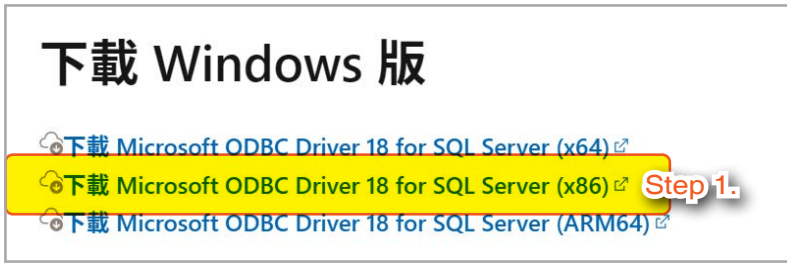 下載 Windows 版
下載 Microsoft ODBC Driver 18 for SQL Server (x64)
下載 Microsoft ODBC Driver 18 for SQL Server (x86) Step 1.
下載 Microsoft ODBC Driver 18 for SQL Server (ARM64)